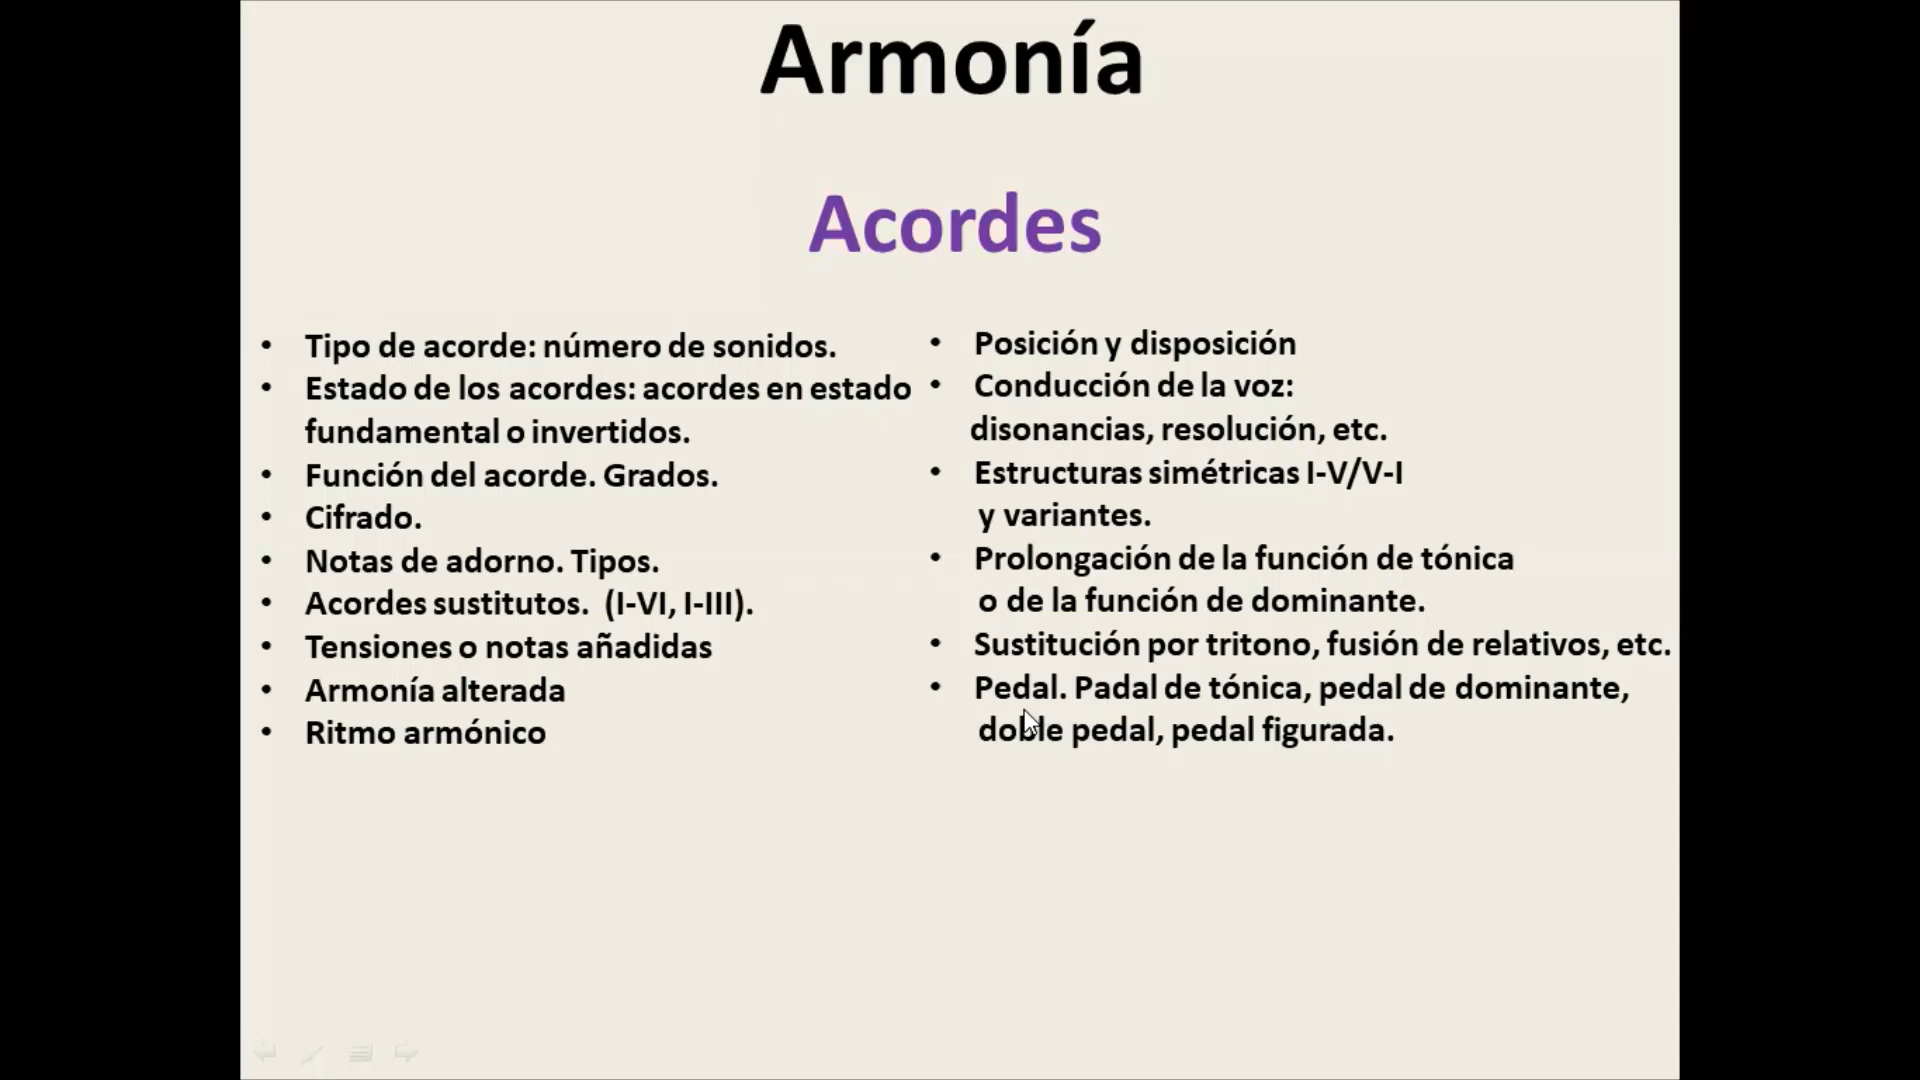 Armonía
Acordes
• Tipo de acorde: número de sonidos.
• Estado de los acordes: acordes en estado
fundamental o invertidos.
• Función del acorde. Grados.
• Cifrado.
• Notas de adorno. Tipos.
• Acordes sustitutos. (I-VI, I-III).
• Tensiones o notas añadidas
• Armonía alterada
• Ritmo armónico
• Posición y disposición
• Conducción de la voz:
disonancias, resolución, etc.
• Estructuras simétricas I-V/V-I
y variantes.
• Prolongación de la función de tónica
o de la función de dominante.
• Sustitución por tritono, fusión de relativos, etc.
• Pedal. Padal de tónica, pedal de dominante,
doble pedal, pedal figurada.